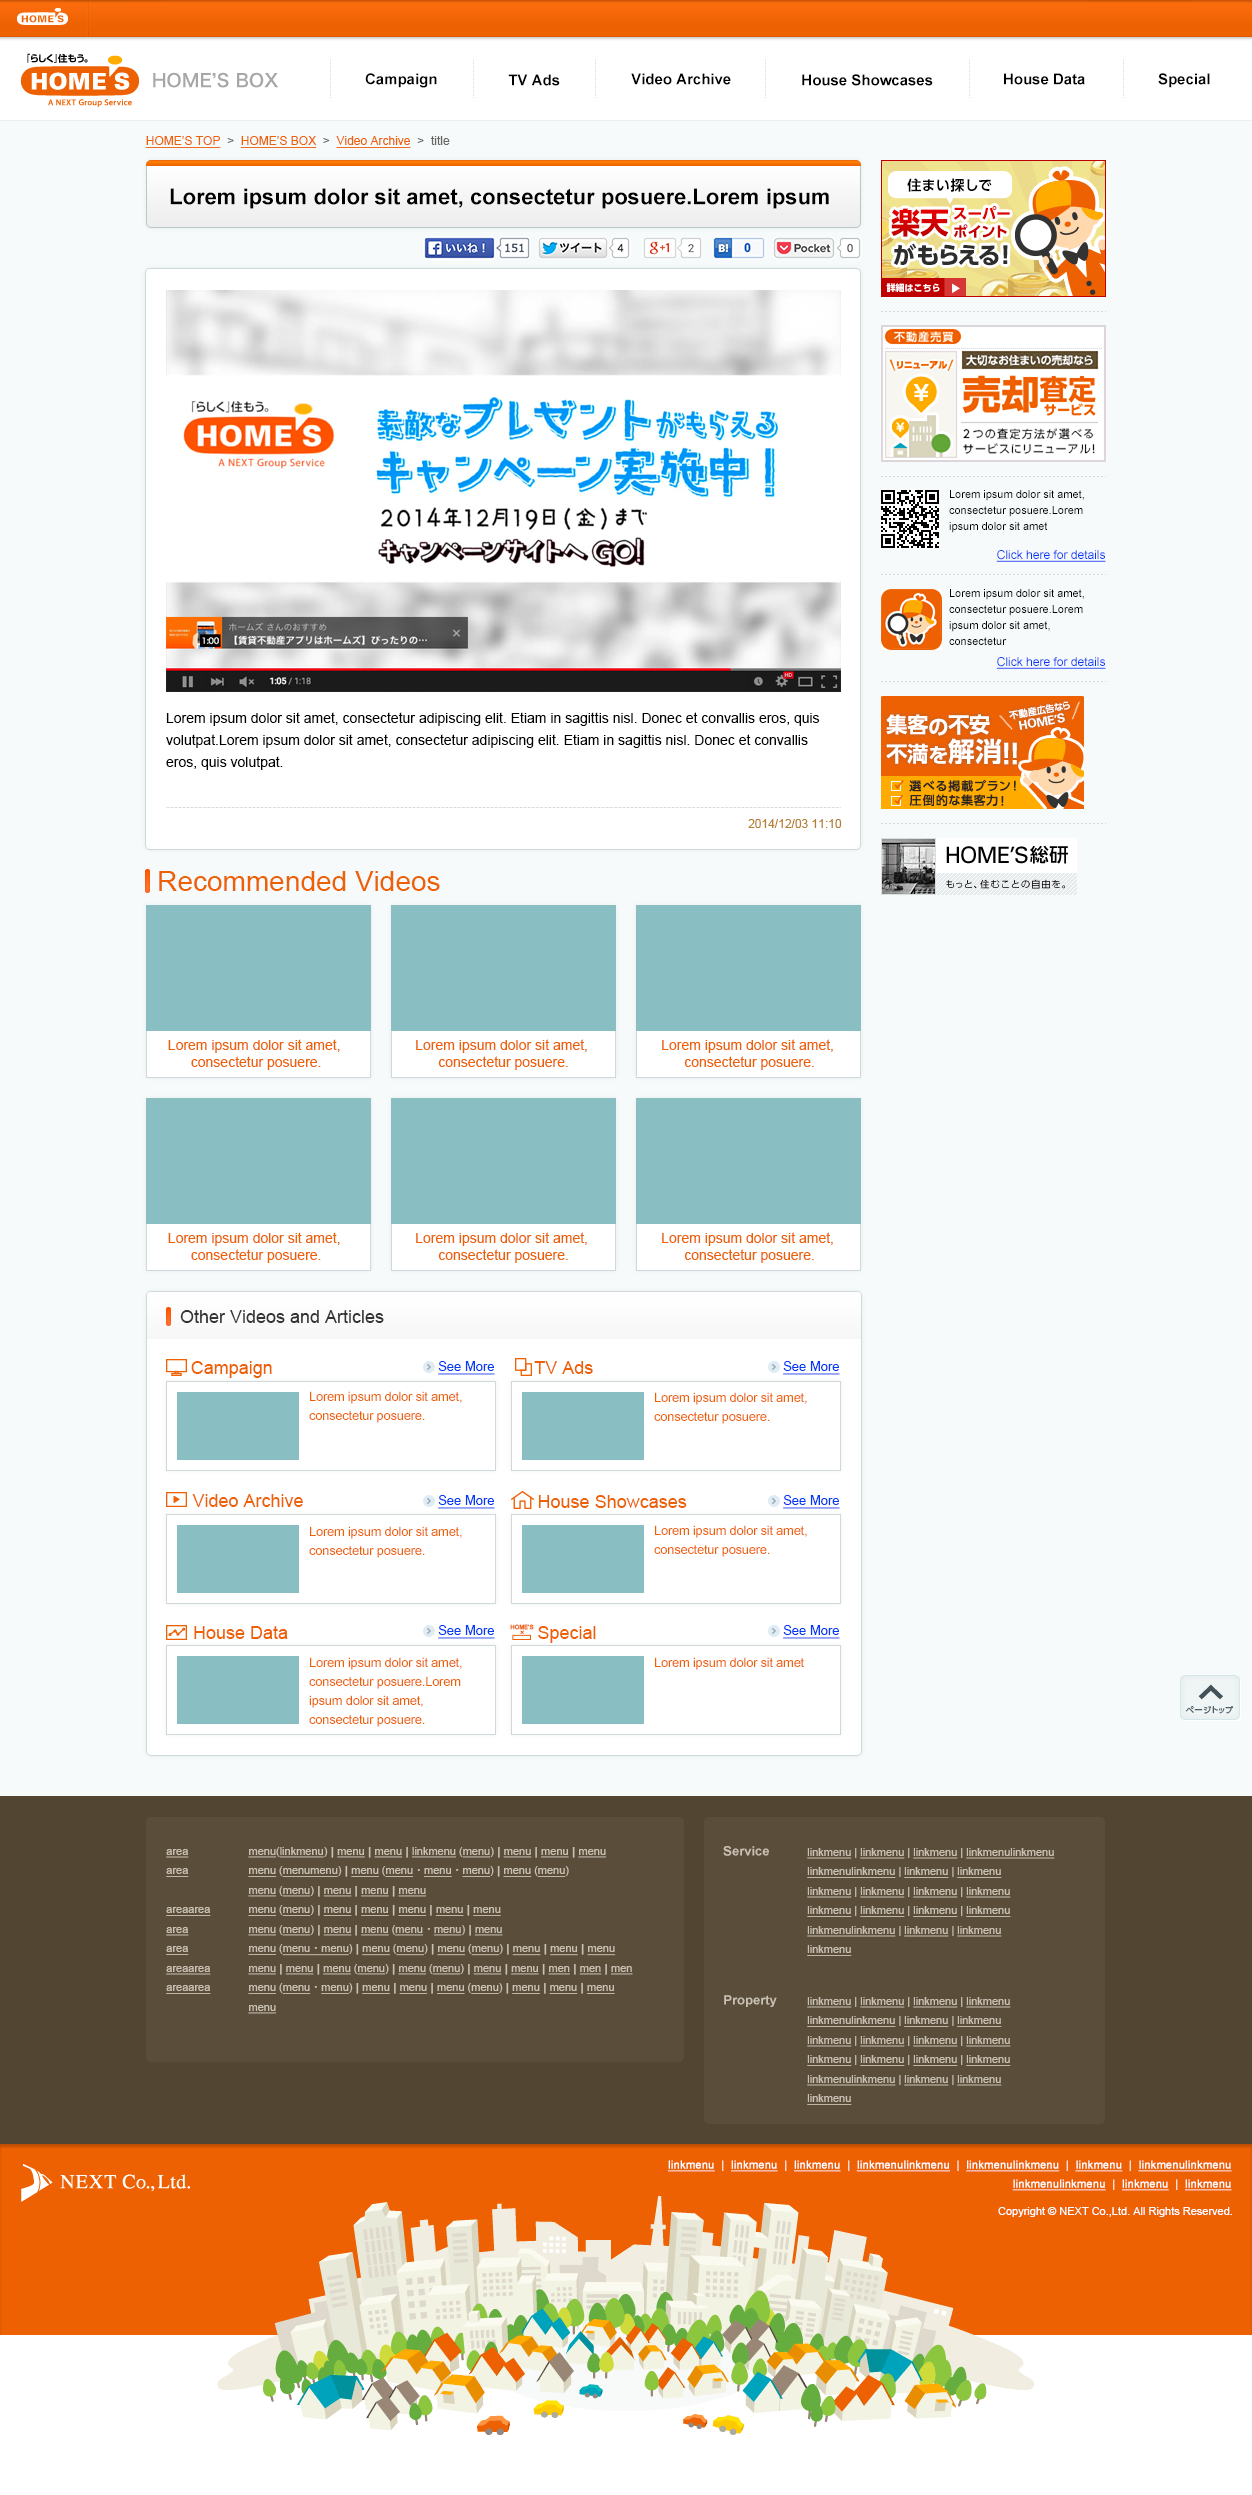 HOME'S
「らしく」住もう。
HOME'S
A NEXT Group Service
HOME'S BOX
Campaign
TV Ads
Video Archive
House Showcases
House Data
Special
HOME'S TOP > HOME'S BOX > Video Archive > title
Lorem ipsum dolor sit amet, consectetur posuere.Lorem ipsum
いいね！ 151 ツイート 4 g+1 2 B! 0 Pocket 0
「らしく」住もう。
HOME'S
A NEXT Group Service
素敵なプレゼントがもらえる
キャンペーン実施中！
2014年12月19日(金)まで
キャンペーンサイトへ GO!
ホームズ さんのおすすめ
【賃貸不動産アプリはホームズ】ぴったりの…
1:00
1:05 / 1:18
HD
Lorem ipsum dolor sit amet, consectetur adipiscing elit. Etiam in sagittis nisl. Donec et convallis eros, quis
volutpat.Lorem ipsum dolor sit amet, consectetur adipiscing elit. Etiam in sagittis nisl. Donec et convallis
eros, quis volutpat.
2014/12/03 11:10
住まい探しで
楽天スーパーポイント
がもらえる!
詳細はこちら
不動産売買
リニューアル
大切なお住まいの売却なら
売却査定
サービス
2つの査定方法が選べる
サービスにリニューアル!
Lorem ipsum dolor sit amet,
consectetur posuere.Lorem
ipsum dolor sit amet
Click here for details
Lorem ipsum dolor sit amet,
consectetur posuere.Lorem
ipsum dolor sit amet,
consectetur
Click here for details
不動産広告なら
HOME'S
集客の不安
不満を解消!!
選べる掲載プラン!
圧倒的な集客力!
HOME'S総研
もっと、住むことの自由を。
Recommended Videos
Lorem ipsum dolor sit amet,
consectetur posuere.
Lorem ipsum dolor sit amet,
consectetur posuere.
Lorem ipsum dolor sit amet,
consectetur posuere.
Lorem ipsum dolor sit amet,
consectetur posuere.
Lorem ipsum dolor sit amet,
consectetur posuere.
Lorem ipsum dolor sit amet,
consectetur posuere.
Other Videos and Articles
Campaign
See More
Lorem ipsum dolor sit amet,
consectetur posuere.
TV Ads
See More
Lorem ipsum dolor sit amet,
consectetur posuere.
Video Archive
See More
Lorem ipsum dolor sit amet,
consectetur posuere.
House Showcases
See More
Lorem ipsum dolor sit amet,
consectetur posuere.
House Data
See More
Lorem ipsum dolor sit amet,
consectetur posuere.Lorem
ipsum dolor sit amet,
consectetur posuere.
HOME'S
×
Special
See More
Lorem ipsum dolor sit amet
ページトップ
area menu(linkmenu) | menu | menu | linkmenu (menu) | menu | menu | menu
area menu (menumenu) | menu (menu・menu・menu) | menu (menu)
menu (menu) | menu | menu | menu
areaarea menu (menu) | menu | menu | menu | menu | menu
area menu (menu) | menu | menu (menu・menu) | menu
area menu (menu・menu) | menu (menu) | menu (menu) | menu | menu | menu
areaarea menu | menu | menu (menu) | menu (menu) | menu | menu | men | men | men
areaarea menu (menu・menu) | menu | menu | menu (menu) | menu | menu | menu
menu
Service
linkmenu | linkmenu | linkmenu | linkmenulinkmenu
linkmenulinkmenu | linkmenu | linkmenu
linkmenu | linkmenu | linkmenu | linkmenu
linkmenu | linkmenu | linkmenu | linkmenu
linkmenulinkmenu | linkmenu | linkmenu
linkmenu
Property
linkmenu | linkmenu | linkmenu | linkmenu
linkmenulinkmenu | linkmenu | linkmenu
linkmenu | linkmenu | linkmenu | linkmenu
linkmenu | linkmenu | linkmenu | linkmenu
linkmenulinkmenu | linkmenu | linkmenu
linkmenu
NEXT Co.,Ltd.
linkmenu | linkmenu | linkmenu | linkmenulinkmenu | linkmenulinkmenu | linkmenu | linkmenulinkmenu
linkmenulinkmenu | linkmenu | linkmenu
Copyright © NEXT Co.,Ltd. All Rights Reserved.